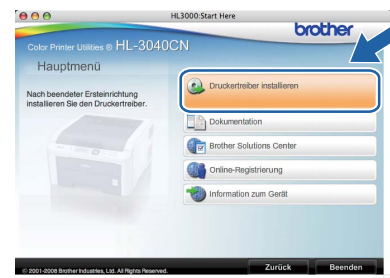 HL3000:Start Here
brother
Color Printer Utilities ® HL-3040CN
Hauptmenü
Nach beendeter Ersteinrichtung
installieren Sie den Druckertreiber.
Druckertreiber installieren
Dokumentation
Brother Solutions Center
Online-Registrierung
Information zum Gerät
© 2001-2008 Brother Industries, Ltd. All Rights Reserved.
Zurück
Beenden